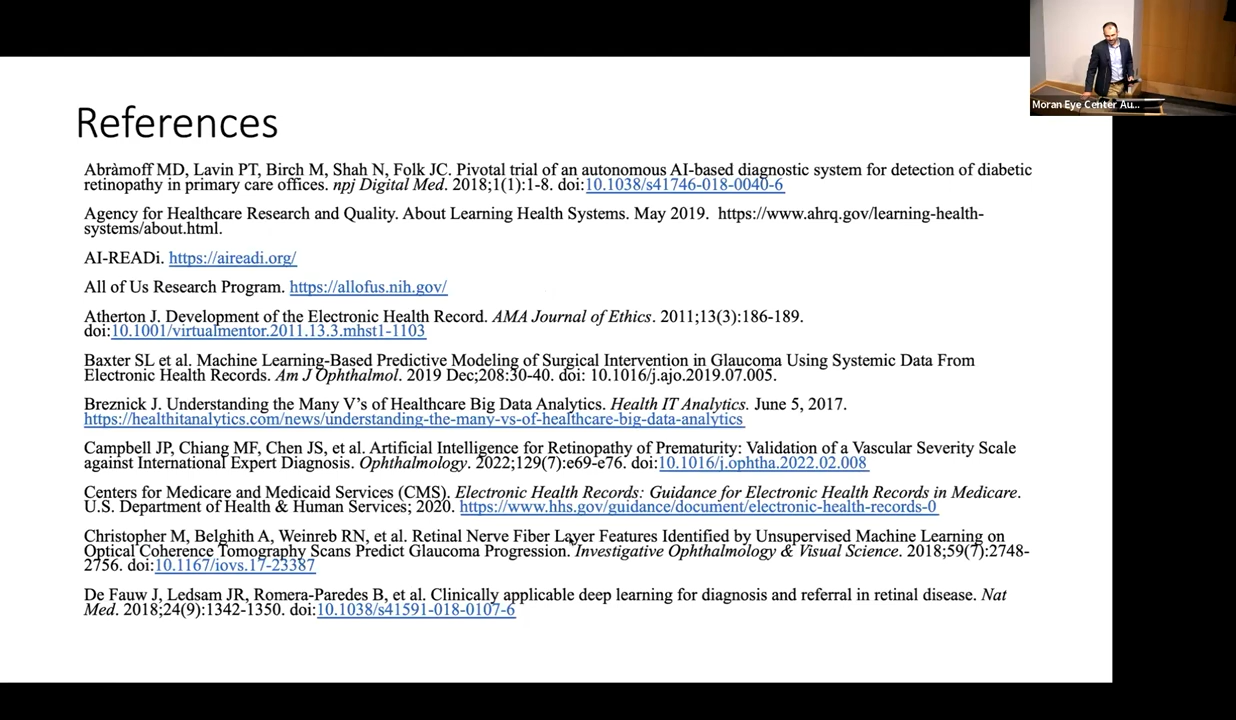 References
Abràmoff MD, Lavin PT, Birch M, Shah N, Folk JC. Pivotal trial of an autonomous AI-based diagnostic system for detection of diabetic
retinopathy in primary care offices. npj Digital Med. 2018;1(1):1-8. doi:10.1038/s41746-018-0040-6
Agency for Healthcare Research and Quality. About Learning Health Systems. May 2019. https://www.ahrq.gov/learning-health-
systems/about.html.
AI-READi. https://aireadi.org/
All of Us Research Program. https://allofus.nih.gov/
Atherton J. Development of the Electronic Health Record. AMA Journal of Ethics. 2011;13(3):186-189.
doi:10.1001/virtualmentor.2011.13.3.mhst1-1103
Baxter SL et al. Machine Learning-Based Predictive Modeling of Surgical Intervention in Glaucoma Using Systemic Data From
Electronic Health Records. Am J Ophthalmol. 2019 Dec;208:30-40. doi: 10.1016/j.ajo.2019.07.005.
Breznick J. Understanding the Many V's of Healthcare Big Data Analytics. Health IT Analytics. June 5, 2017.
https://healthitanalytics.com/news/understanding-the-many-vs-of-healthcare-big-data-analytics
Campbell JP, Chiang MF, Chen JS, et al. Artificial Intelligence for Retinopathy of Prematurity: Validation of a Vascular Severity Scale
against International Expert Diagnosis. Ophthalmology. 2022;129(7):e69-e76. doi:10.1016/j.ophtha.2022.02.008
Centers for Medicare and Medicaid Services (CMS). Electronic Health Records: Guidance for Electronic Health Records in Medicare.
U.S. Department of Health & Human Services; 2020. https://www.hhs.gov/guidance/document/electronic-health-records-0
Christopher M, Belghith A, Weinreb RN, et al. Retinal Nerve Fiber Layer Features Identified by Unsupervised Machine Learning on
Optical Coherence Tomography Scans Predict Glaucoma Progression. Investigative Ophthalmology & Visual Science. 2018;59(7):2748-
2756. doi:10.1167/iovs.17-23387
De Fauw J, Ledsam JR, Romera-Paredes B, et al. Clinically applicable deep learning for diagnosis and referral in retinal disease. Nat
Med. 2018;24(9):1342-1350. doi:10.1038/s41591-018-0107-6
Moran Eye Center Au...